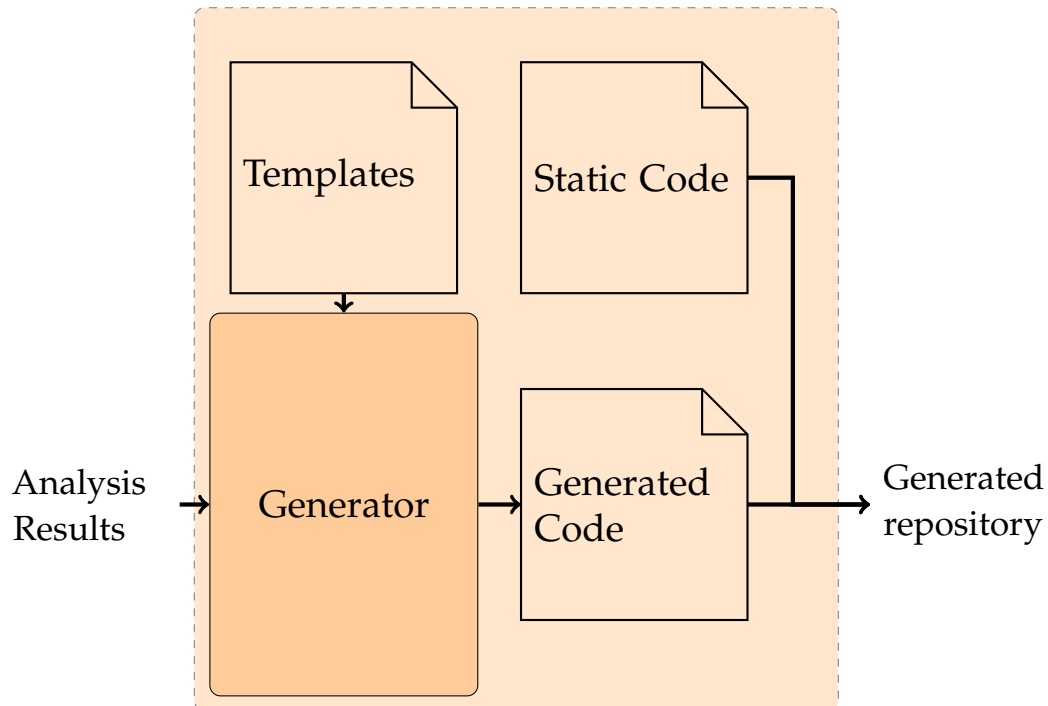 Templates
Static Code
Analysis
Results
Generator
Generated
Code
Generated
repository